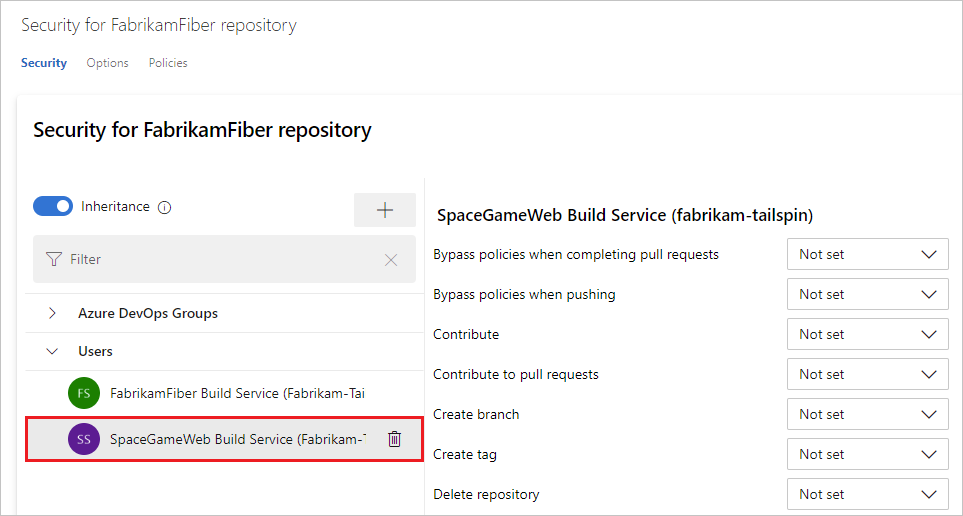 Security for FabrikamFiber repository
Security Options Policies
Security for FabrikamFiber repository
Inheritance
Filter
Azure DevOps Groups
Users
FS FabrikamFiber Build Service (Fabrikam-Tai
SS SpaceGameWeb Build Service (Fabrikam-T
SpaceGameWeb Build Service (fabrikam-tailspin)
Bypass policies when completing pull requests Not set
Bypass policies when pushing Not set
Contribute Not set
Contribute to pull requests Not set
Create branch Not set
Create tag Not set
Delete repository Not set